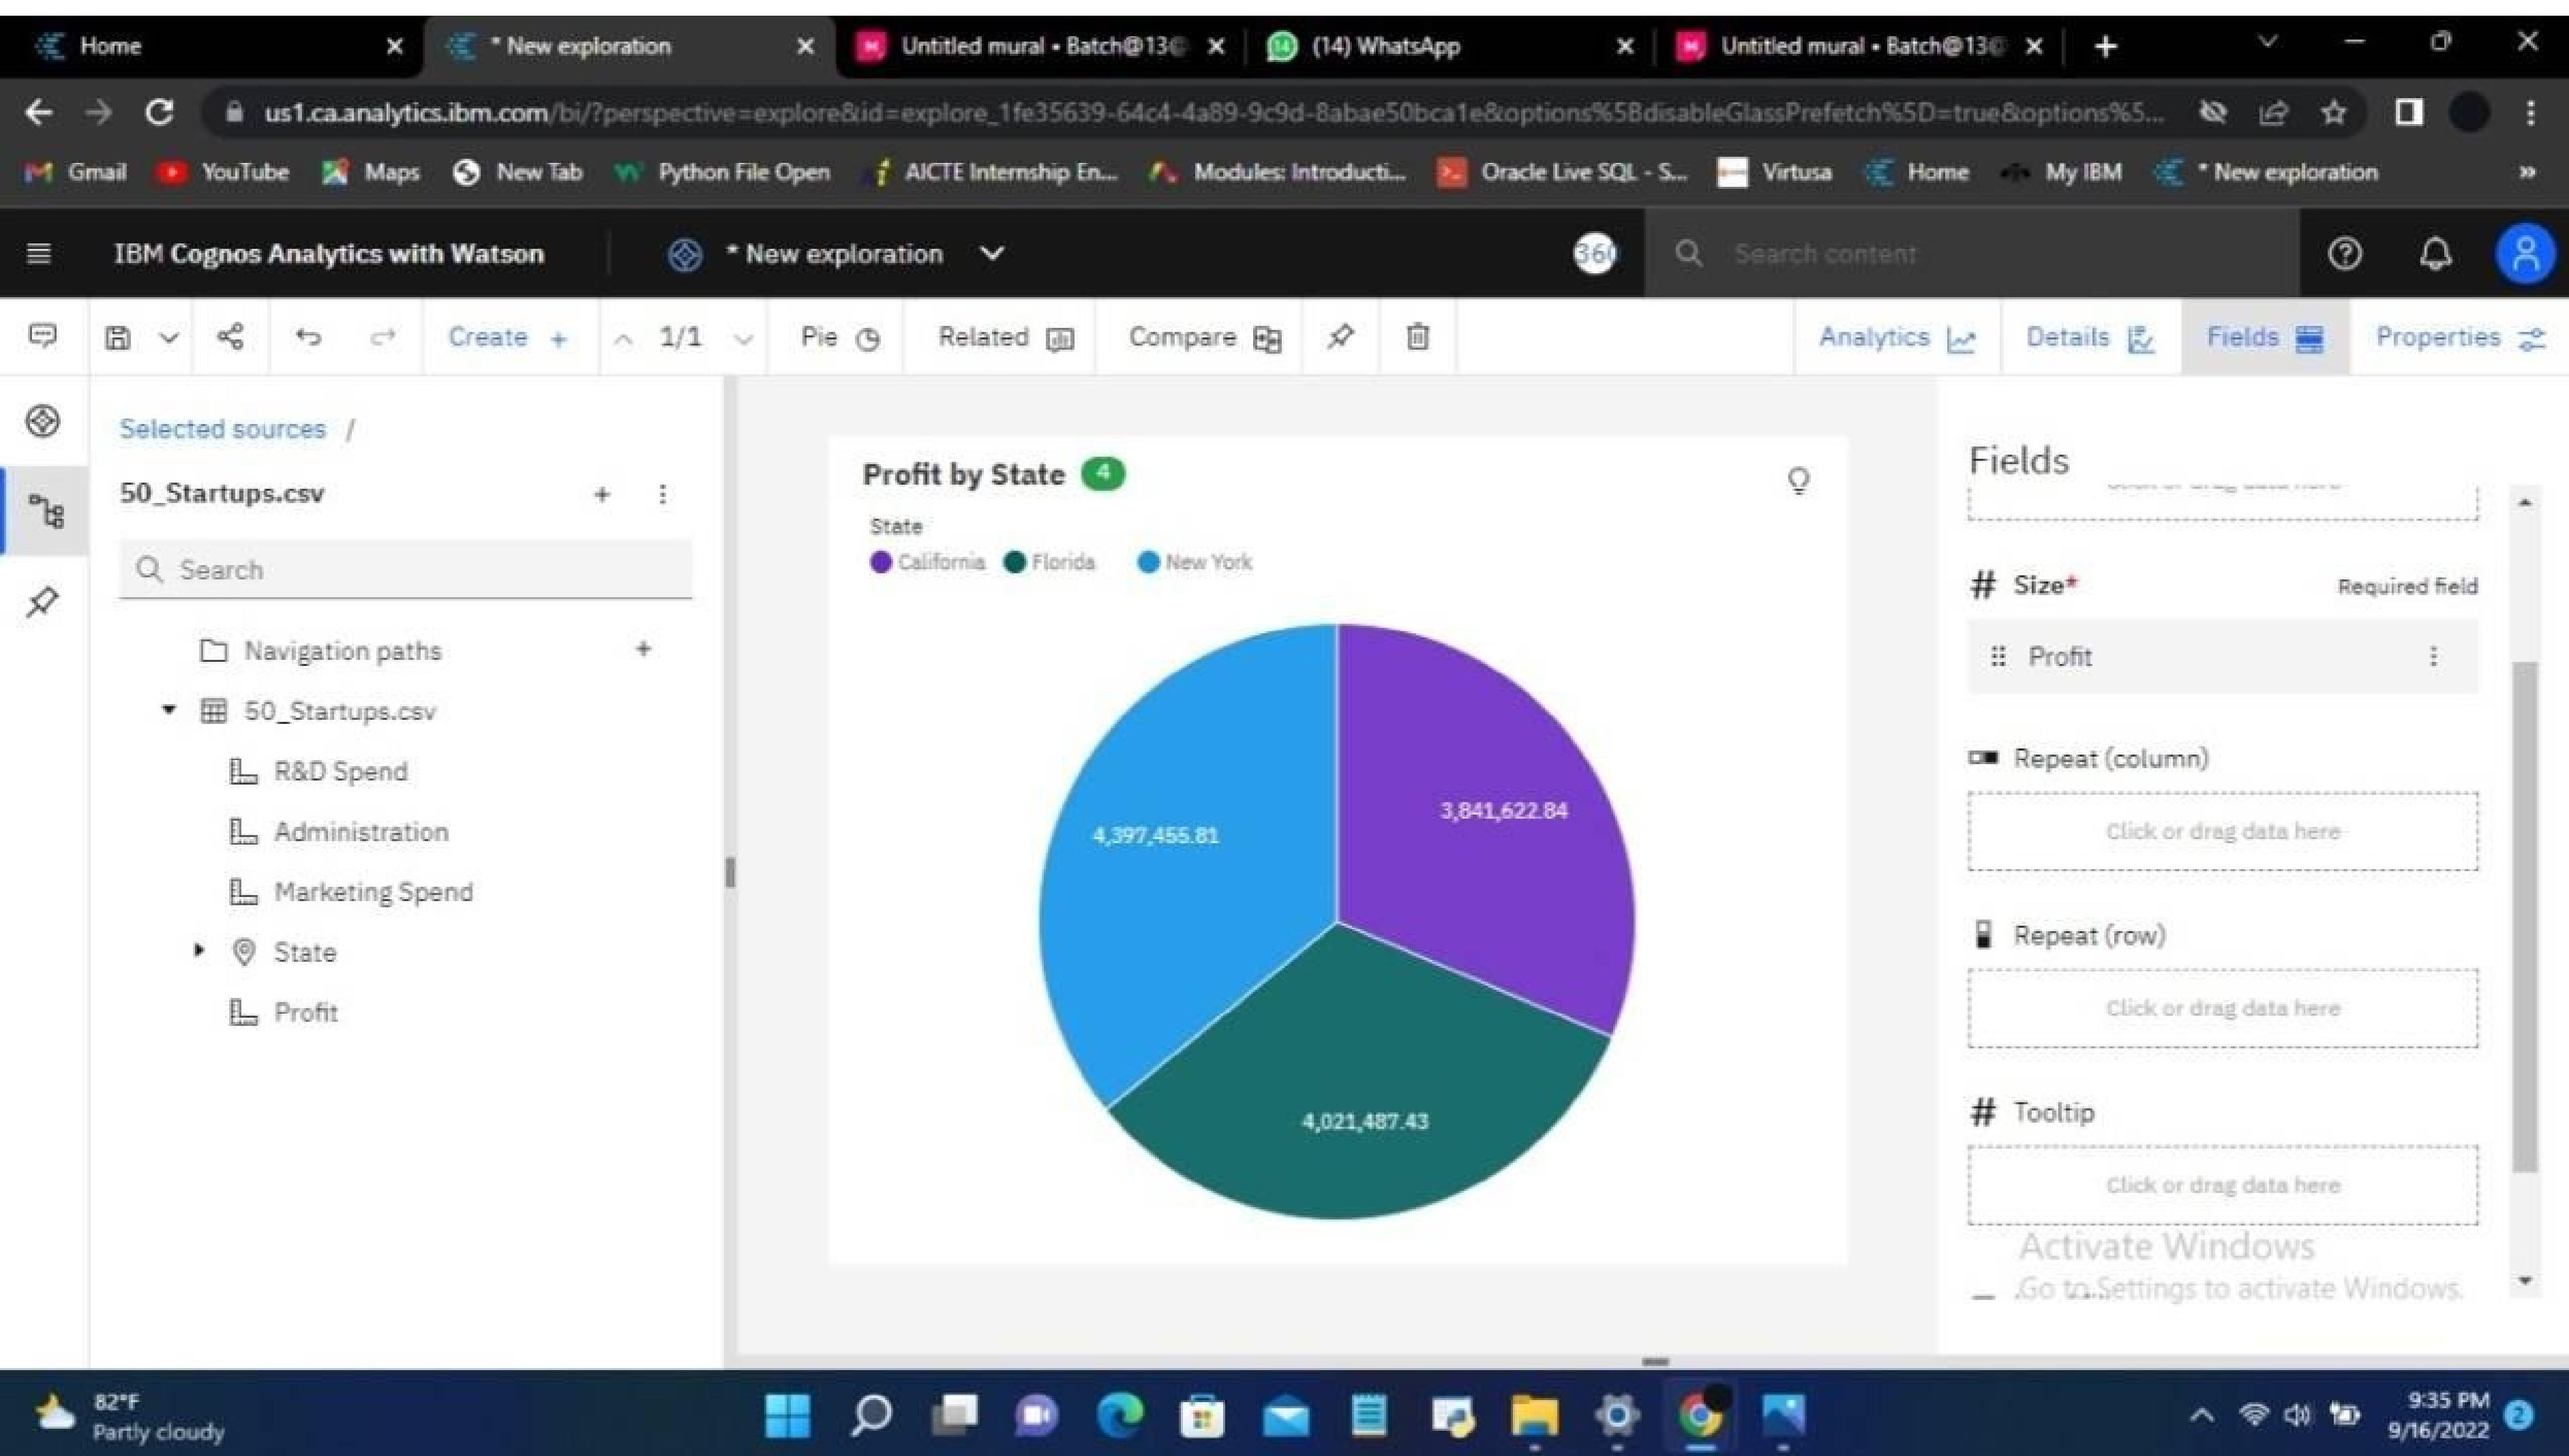 Home
* New exploration
Untitled mural • Batch@13
(14) WhatsApp
Untitled mural • Batch@13
us1.ca.analytics.ibm.com/bi/?perspective=explore&id=explore_1fe35639-64c4-4a89-9c9d-8abae50bca1e&options%5BdisableGlassPrefetch%5D=true&options%5...
Gmail
YouTube
Maps
New Tab
Python File Open
AICTE Internship En...
Modules: Introducti...
Oracle Live SQL - S...
Virtusa
Home
My IBM
* New exploration
»
IBM Cognos Analytics with Watson
* New exploration
360
Search content
Create +
1/1
Pie
Related
Compare
Analytics
Details
Fields
Properties
Selected sources /
50_Startups.csv
Search
Navigation paths
50_Startups.csv
R&D Spend
Administration
Marketing Spend
State
Profit
Profit by State 4
State
California
Florida
New York
3,841,622.84
4,397,455.81
4,021,487.43
Fields
# Size*
Required field
Profit
Repeat (column)
Click or drag data here
Repeat (row)
Click or drag data here
# Tooltip
Click or drag data here
Activate Windows
Go to Settings to activate Windows.
82°F
Partly cloudy
9:35 PM
9/16/2022
2